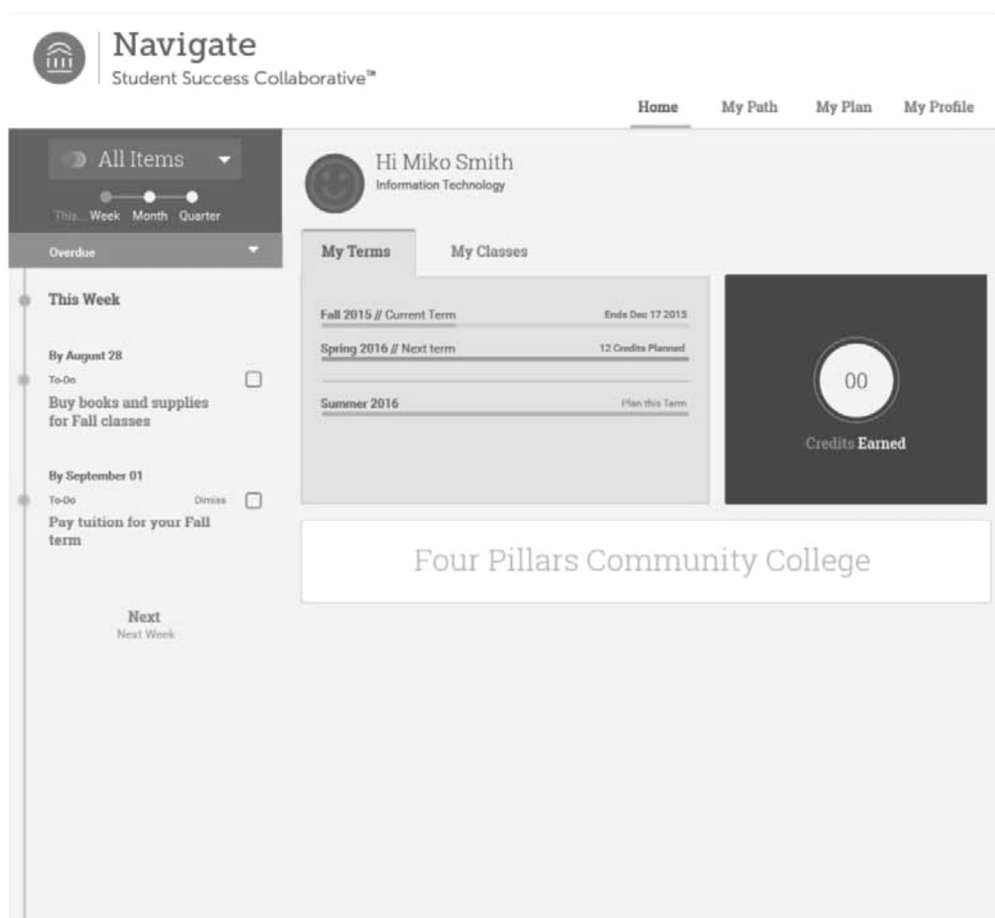 Navigate
Student Success Collaborative™
Home My Path My Plan My Profile
All Items
This... Week Month Quarter
Overdue
This Week
By August 28
To-Do
Buy books and supplies
for Fall classes
By September 01
To-Do Dimiss
Pay tuition for your Fall
term
Next
Next Week
Hi Miko Smith
Information Technology
My Terms My Classes
Fall 2015 // Current Term Ends Dec 17 2015
Spring 2016 // Next term 12 Credits Planned
Summer 2016 Plan this Term
00
Credits Earned
Four Pillars Community College